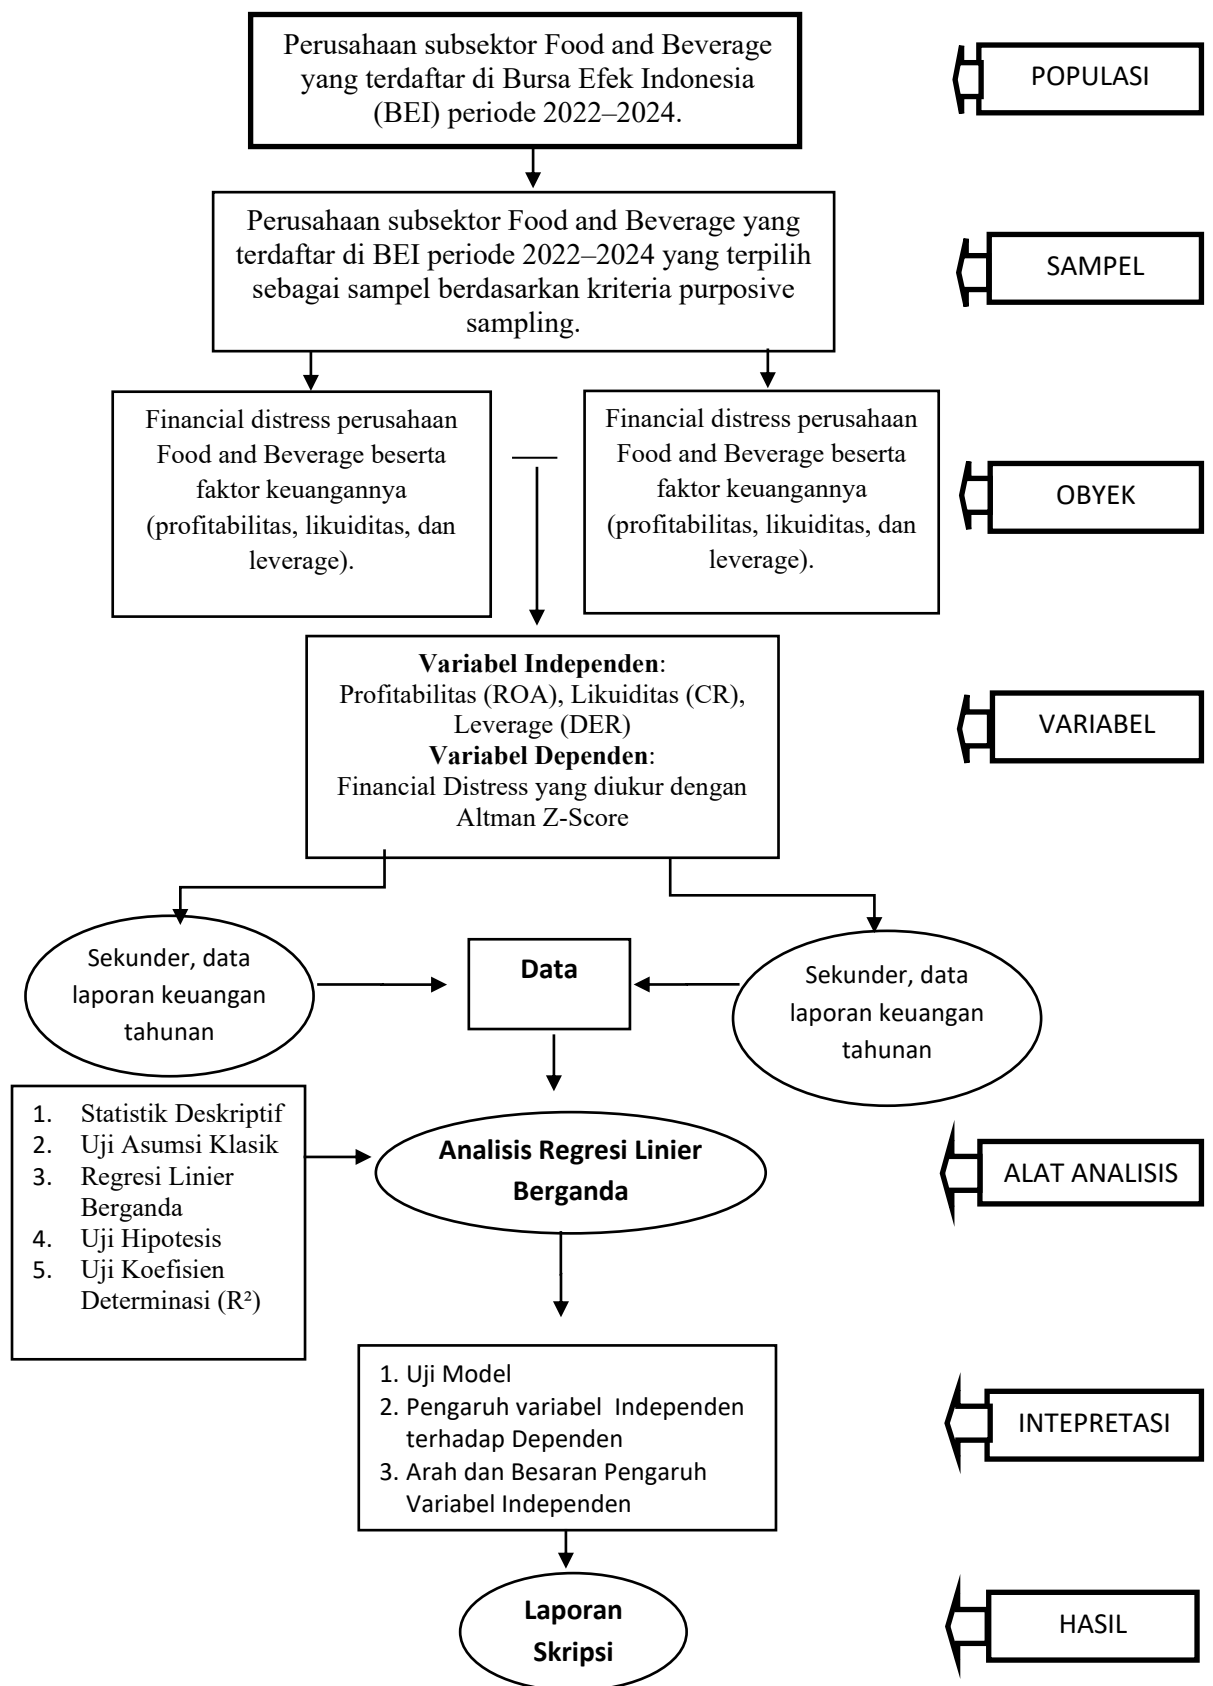 Perusahaan subsektor Food and Beverage
yang terdaftar di Bursa Efek Indonesia
(BEI) periode 2022–2024.
POPULASI
Perusahaan subsektor Food and Beverage yang
terdaftar di BEI periode 2022–2024 yang terpilih
sebagai sampel berdasarkan kriteria purposive
sampling.
SAMPEL
Financial distress perusahaan
Food and Beverage beserta
faktor keuangannya
(profitabilitas, likuiditas, dan
leverage).
Financial distress perusahaan
Food and Beverage beserta
faktor keuangannya
(profitabilitas, likuiditas, dan
leverage).
OBYEK
Variabel Independen:
Profitabilitas (ROA), Likuiditas (CR),
Leverage (DER)
Variabel Dependen:
Financial Distress yang diukur dengan
Altman Z-Score
VARIABEL
Sekunder, data
laporan keuangan
tahunan
Data
Sekunder, data
laporan keuangan
tahunan
1. Statistik Deskriptif
2. Uji Asumsi Klasik
3. Regresi Linier
Berganda
4. Uji Hipotesis
5. Uji Koefisien
Determinasi (R²)
Analisis Regresi Linier
Berganda
ALAT ANALISIS
1. Uji Model
2. Pengaruh variabel Independen
terhadap Dependen
3. Arah dan Besaran Pengaruh
Variabel Independen
INTEPRETASI
Laporan
Skripsi
HASIL